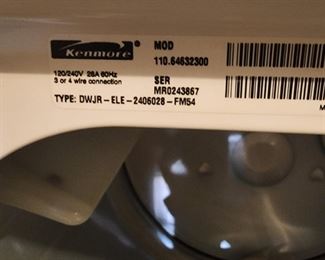 Kenmore
MOD
110.64632300
120/240V 26A 60Hz
3 or 4 wire connection
SER
MR0243867
TYPE: DWJR-ELE-2406028-FM54
M